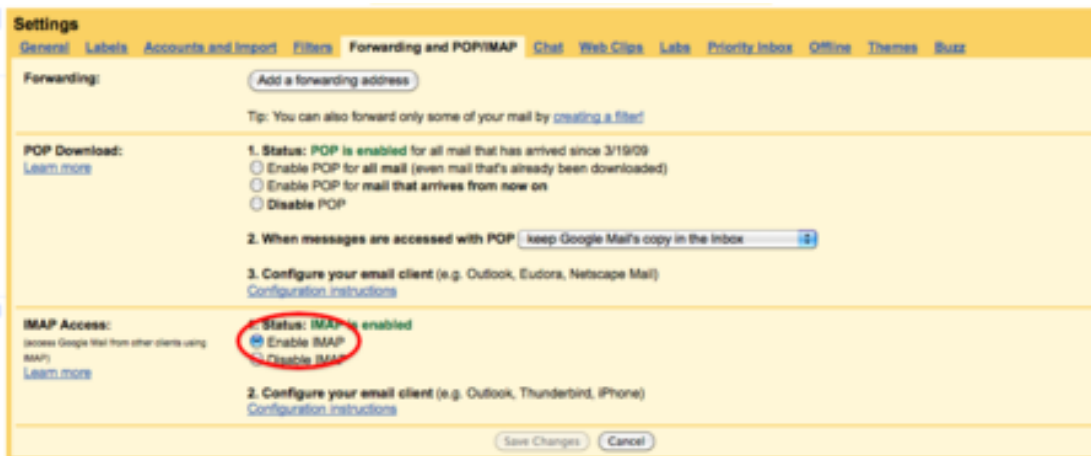 Settings
General Labels Accounts and Import Filters Forwarding and POP/IMAP Chat Web Clips Labs Priority Inbox Offline Themes Buzz
Forwarding:
Add a forwarding address
Tip: You can also forward only some of your mail by creating a filter!
POP Download:
Learn more
1. Status: POP is enabled for all mail that has arrived since 3/19/09
Enable POP for all mail (even mail that's already been downloaded)
Enable POP for mail that arrives from now on
Disable POP
2. When messages are accessed with POP keep Google Mail's copy in the Inbox
3. Configure your email client (e.g. Outlook, Eudora, Netscape Mail)
Configuration instructions
IMAP Access:
(access Google Mail from other clients using
IMAP)
Learn more
1. Status: IMAP is enabled
Enable IMAP
Disable IMAP
2. Configure your email client (e.g. Outlook, Thunderbird, iPhone)
Configuration instructions
Save Changes Cancel